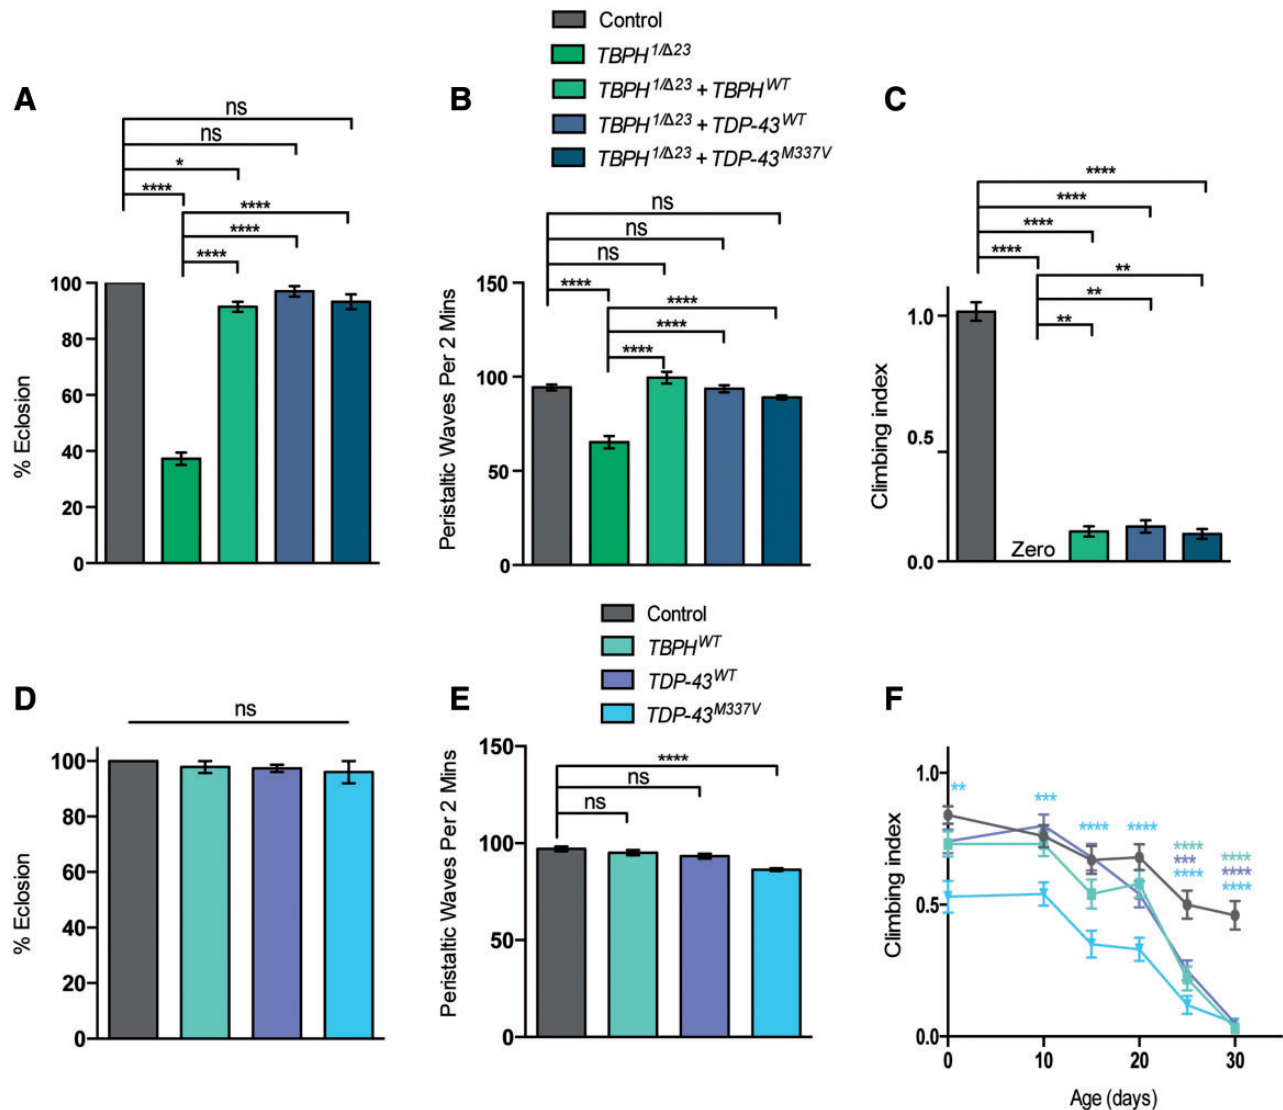 Control
TBPH1/Δ23
TBPH1/Δ23 + TBPHWT
TBPH1/Δ23 + TDP-43WT
TBPH1/Δ23 + TDP-43M337V
A
ns
ns
*
****
****
****
****
% Eclosion
100
80
60
40
20
0
B
ns
ns
ns
****
****
****
****
Peristaltic Waves Per 2 Mins
150
100
50
0
C
****
****
****
****
**
**
**
Climbing index
1.0
0.5
0.0
Zero
Control
TBPHWT
TDP-43WT
TDP-43M337V
D
ns
% Eclosion
100
80
60
40
20
0
E
****
ns
ns
Peristaltic Waves Per 2 Mins
150
100
50
0
F
Climbing index
1.0
0.5
0.0
**
***
****
****
****
***
****
****
****
****
0
10
20
30
Age (days)